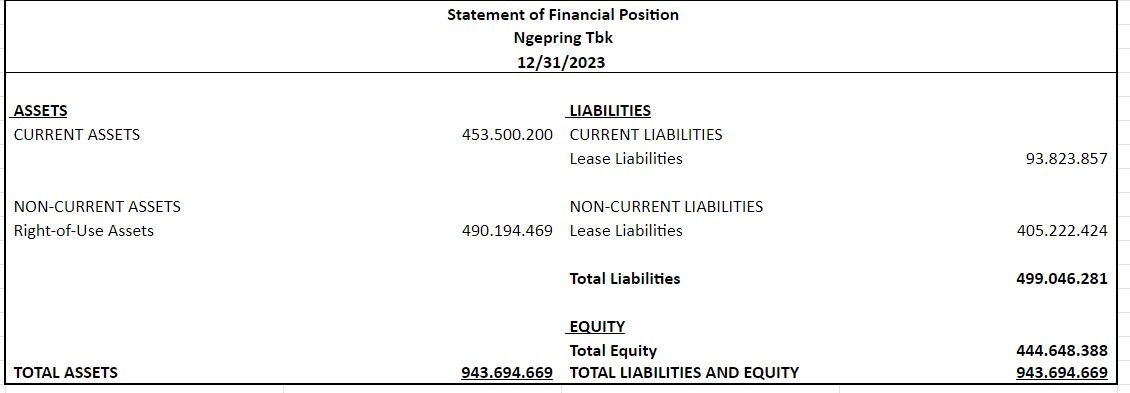 Statement of Financial Position
Ngepring Tbk
12/31/2023
ASSETS LIABILITIES
CURRENT ASSETS 453.500.200 CURRENT LIABILITIES
Lease Liabilities 93.823.857
NON-CURRENT ASSETS NON-CURRENT LIABILITIES
Right-of-Use Assets 490.194.469 Lease Liabilities 405.222.424
Total Liabilities 499.046.281
EQUITY
Total Equity 444.648.388
TOTAL ASSETS 943.694.669 TOTAL LIABILITIES AND EQUITY 943.694.669